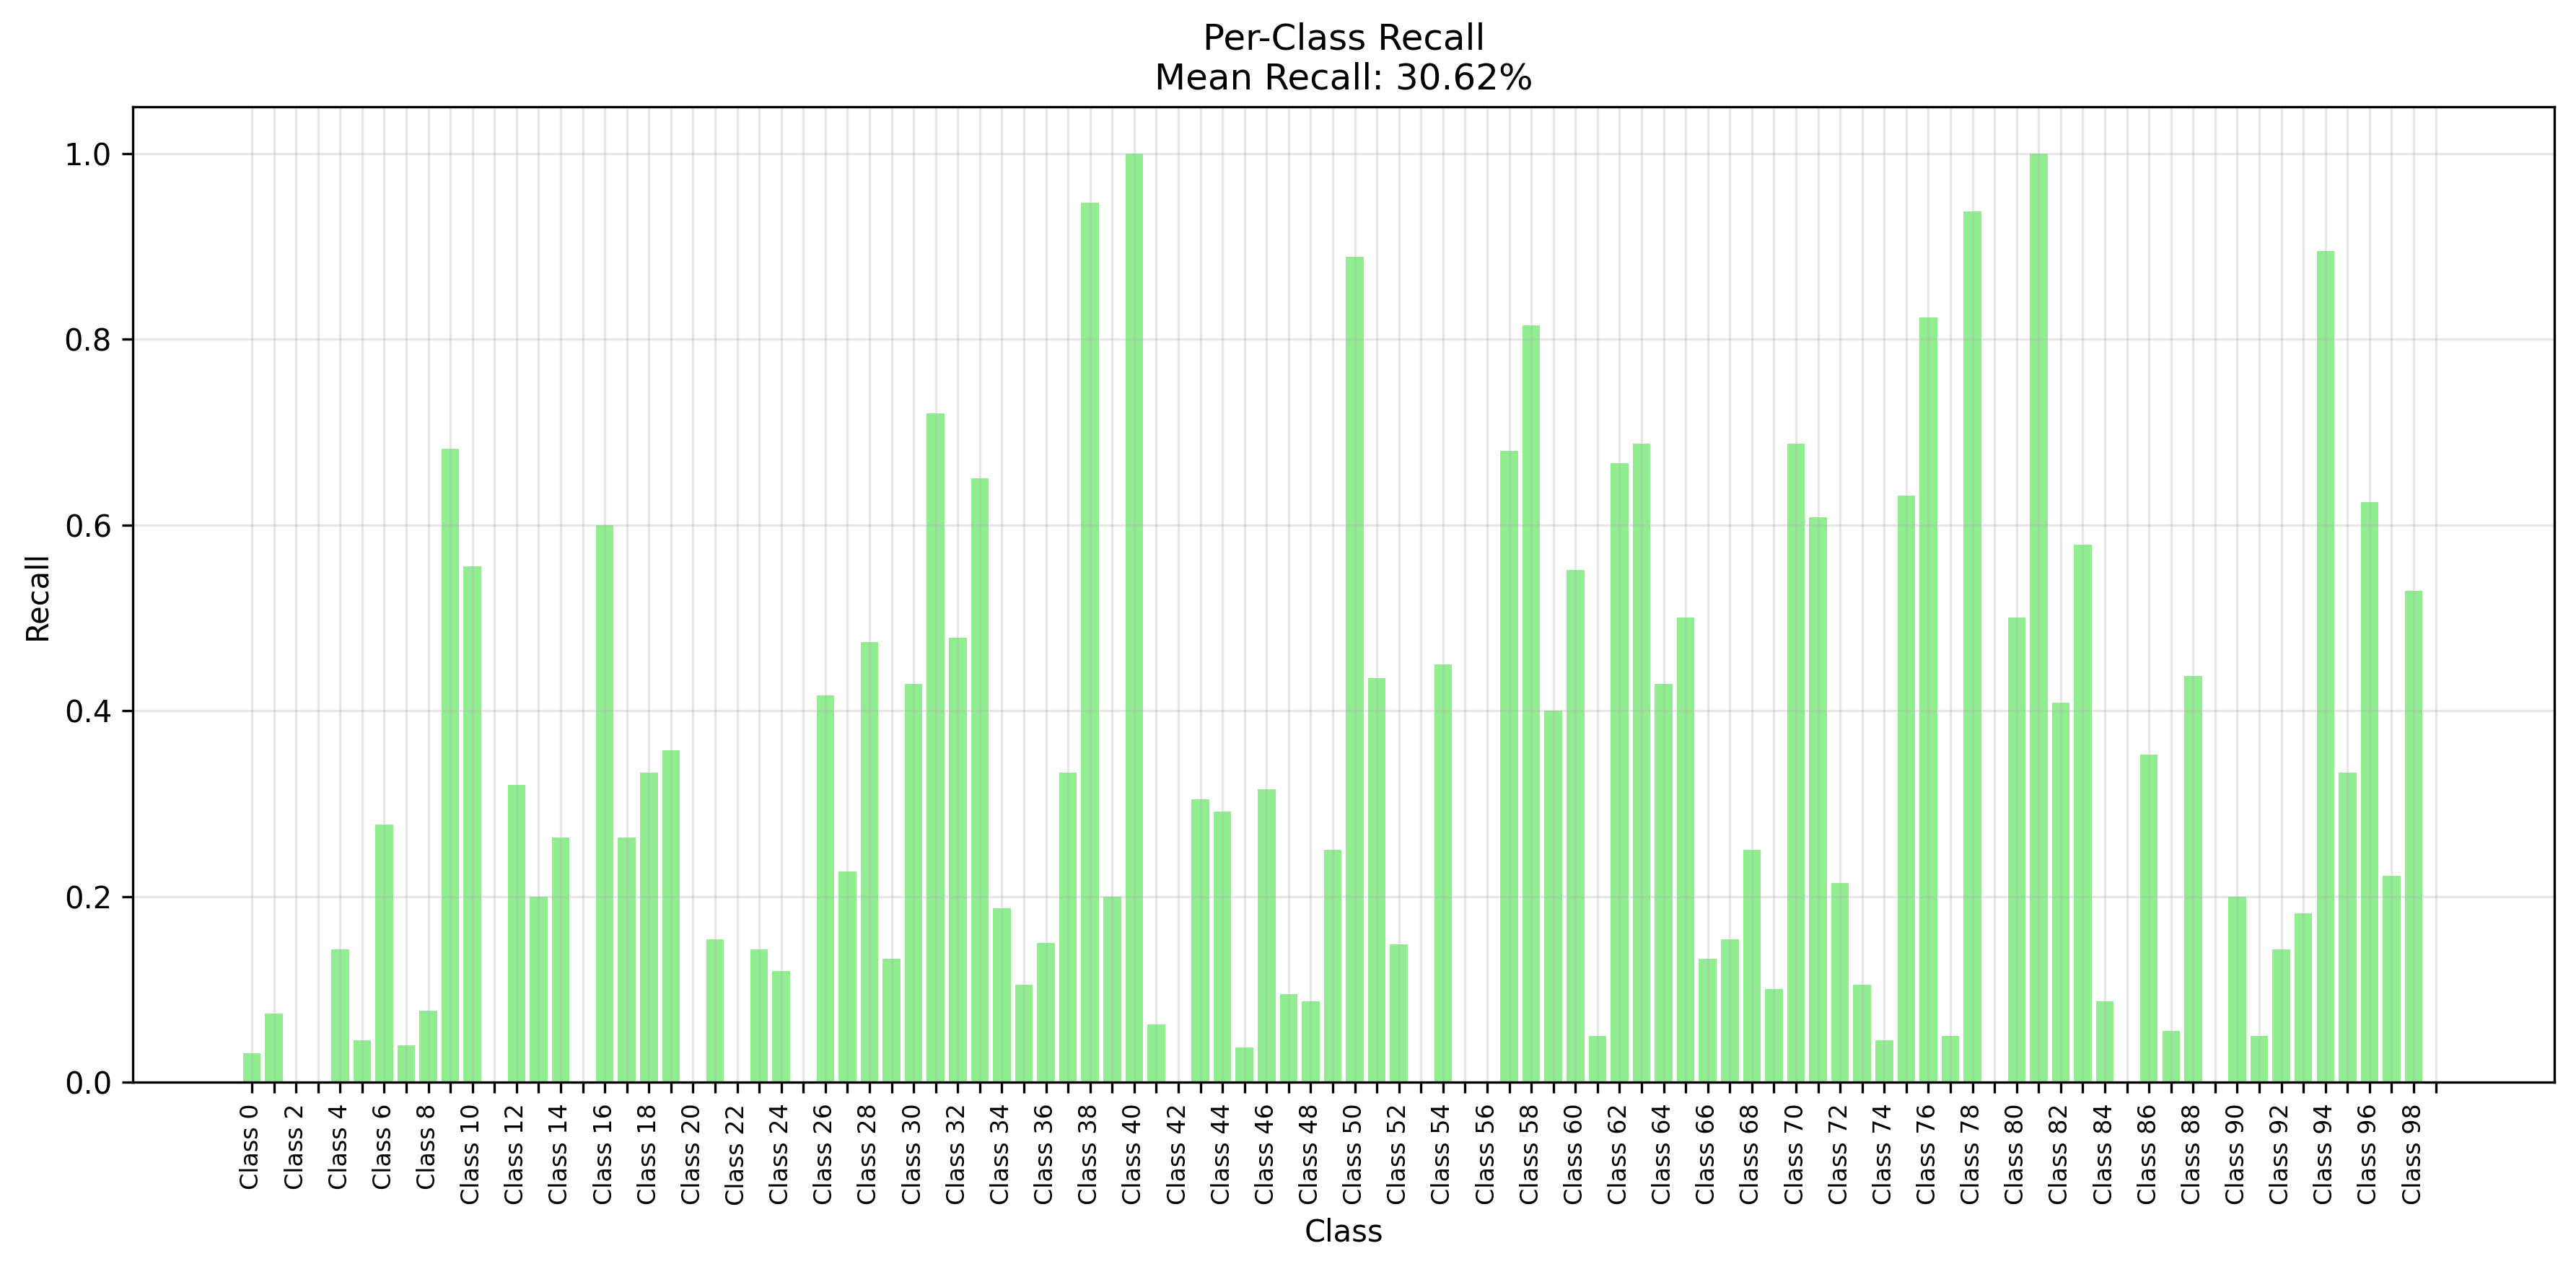 Per-Class Recall
Mean Recall: 30.62%
1.0
0.8
0.6
0.4
0.2
0.0
Recall
Class 0
Class 2
Class 4
Class 6
Class 8
Class 10
Class 12
Class 14
Class 16
Class 18
Class 20
Class 22
Class 24
Class 26
Class 28
Class 30
Class 32
Class 34
Class 36
Class 38
Class 40
Class 42
Class 44
Class 46
Class 48
Class 50
Class 52
Class 54
Class 56
Class 58
Class 60
Class 62
Class 64
Class 66
Class 68
Class 70
Class 72
Class 74
Class 76
Class 78
Class 80
Class 82
Class 84
Class 86
Class 88
Class 90
Class 92
Class 94
Class 96
Class 98
Class